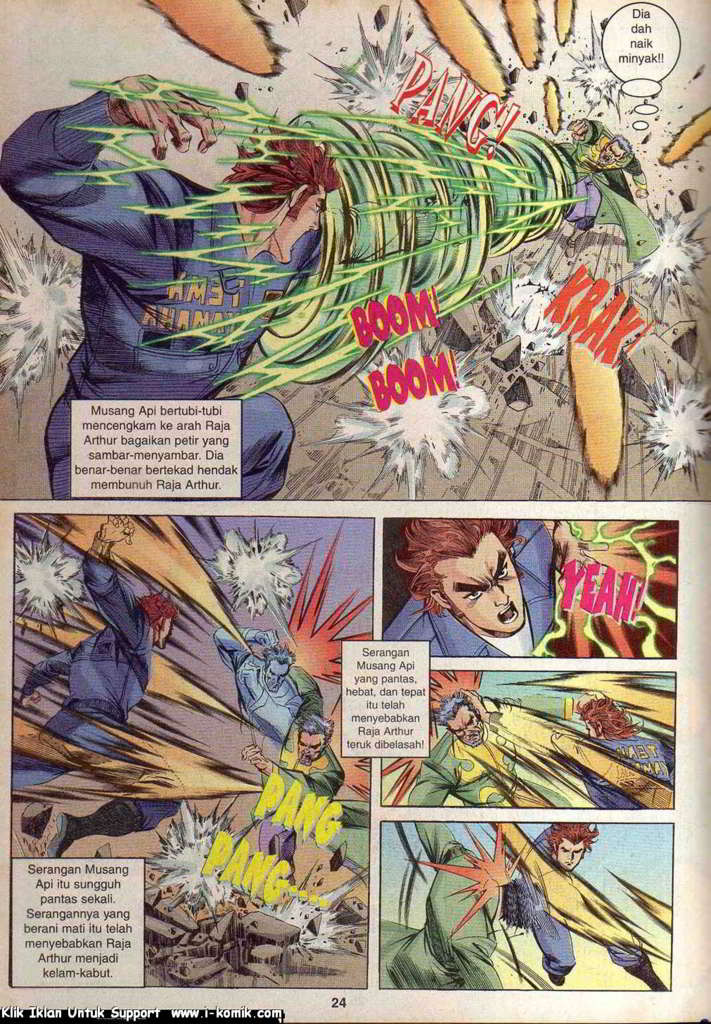 Dia
dah
naik
minyak!!
PANG!
KRAK!
BOOM!
BOOM!
Musang Api bertubi-tubi
mencengkam ke arah Raja
Arthur bagaikan petir yang
sambar-menyambar. Dia
benar-benar bertekad hendak
membunuh Raja Arthur.
YEAH!
Serangan
Musang Api
yang pantas,
hebat, dan tepat
itu telah
menyebabkan
Raja Arthur
teruk dibelasah!
PANG
PANG....
Serangan Musang
Api itu sungguh
pantas sekali.
Serangannya yang
berani mati itu telah
menyebabkan Raja
Arthur menjadi
kelam-kabut.
24
Klik Iklan Untuk Support www.i-komik.com